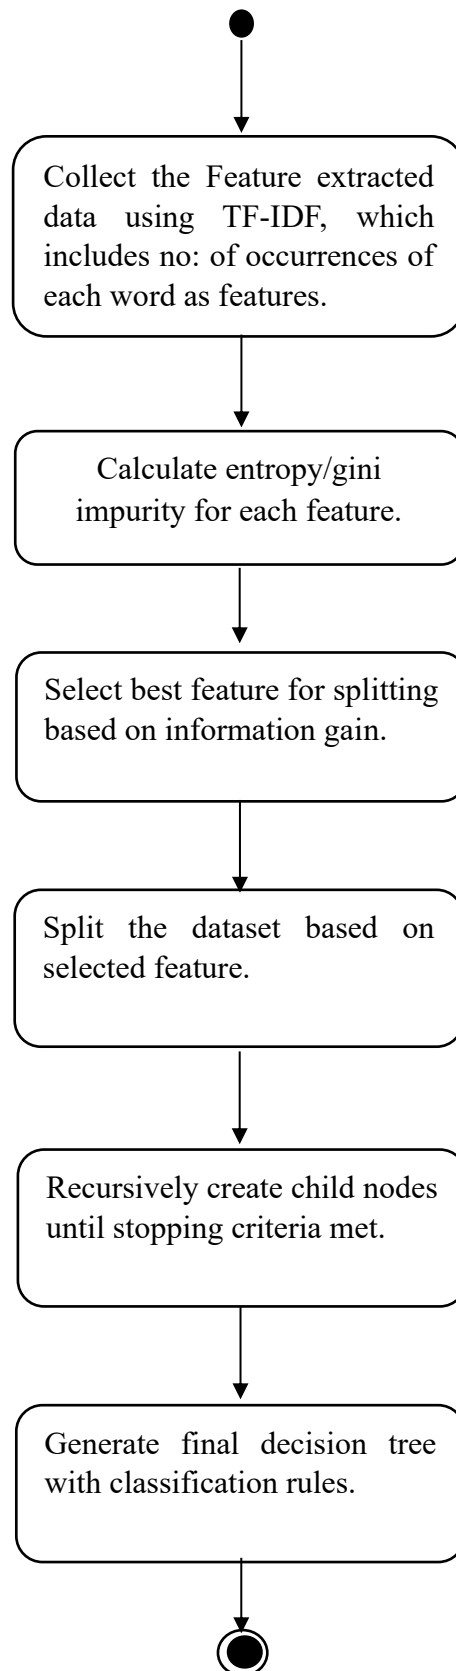 Collect the Feature extracted
data using TF-IDF, which
includes no: of occurrences of
each word as features.
Calculate entropy/gini
impurity for each feature.
Select best feature for splitting
based on information gain.
Split the dataset based on
selected feature.
Recursively create child nodes
until stopping criteria met.
Generate final decision tree
with classification rules.